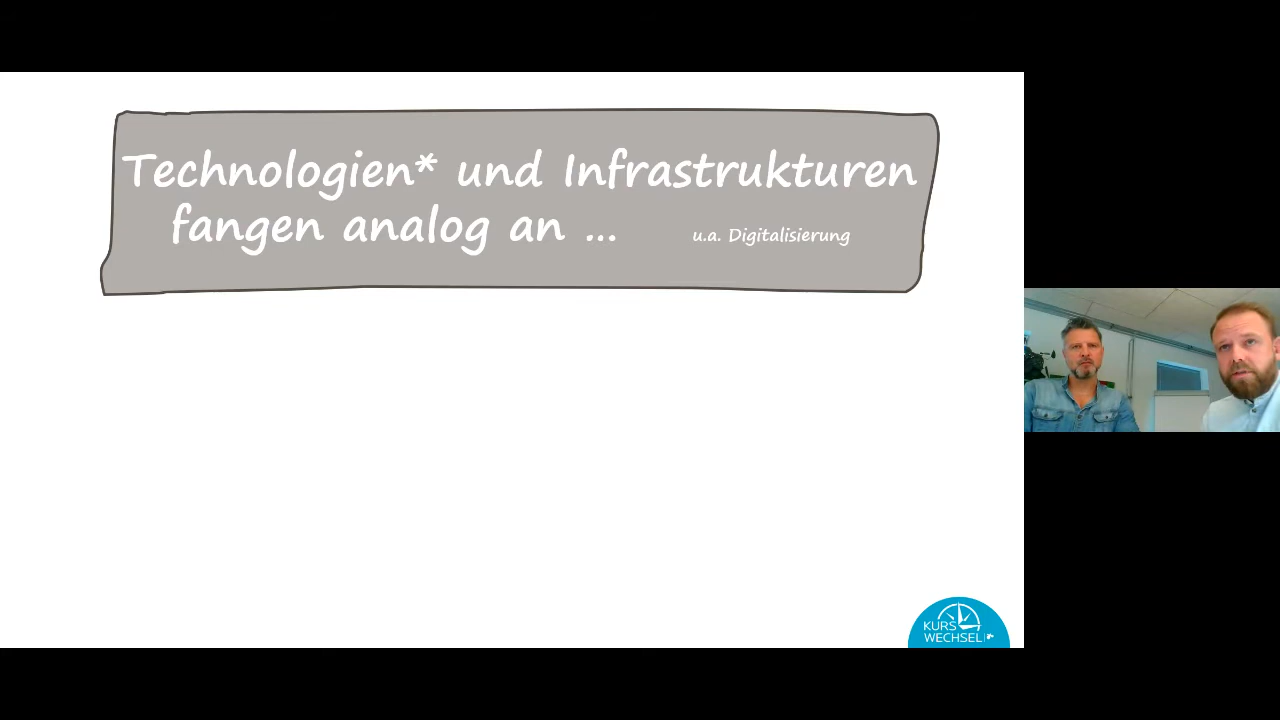 Technologien* und Infrastrukturen
fangen analog an ... u.a. Digitalisierung
KURS
WECHSEL